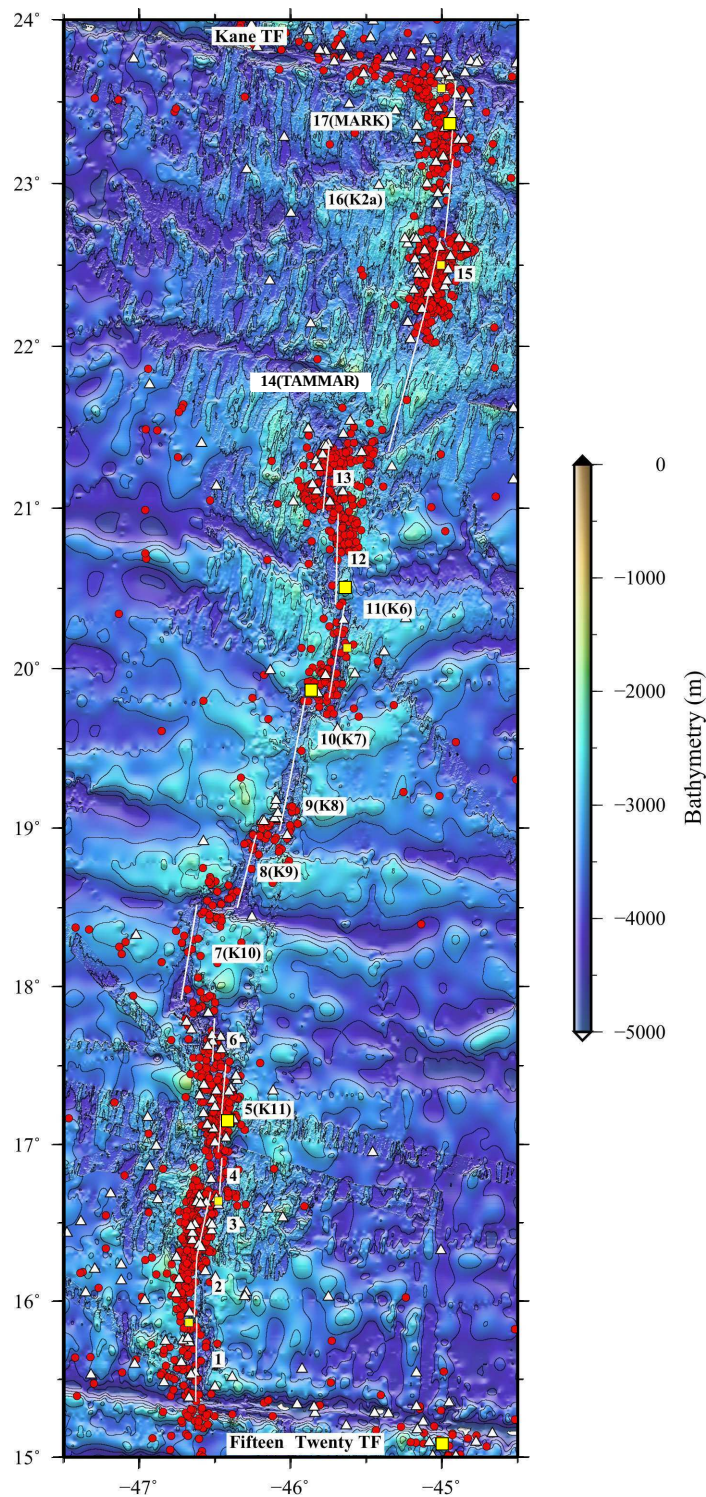 24˚
Kane TF
17(MARK)
23˚
16(K2a)
15
22˚
14(TAMMAR)
13
21˚
12
11(K6)
20˚
10(K7)
9(K8)
19˚
8(K9)
7(K10)
18˚
6
5(K11)
17˚
4
3
2
16˚
1
Fifteen Twenty TF
15˚
−47˚ −46˚ −45˚
0
−1000
−2000
−3000
−4000
−5000
Bathymetry (m)